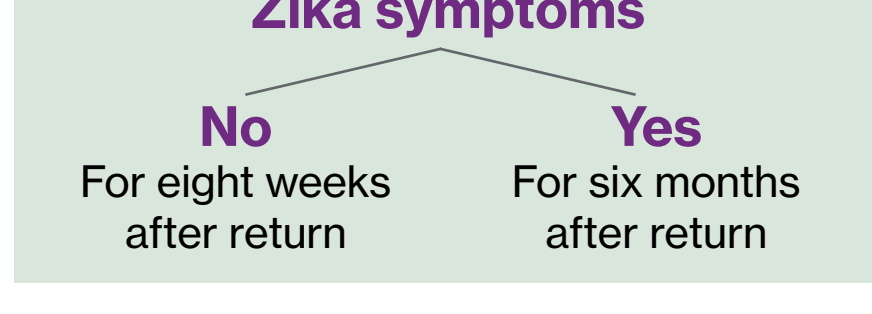 Zika symptoms
No
For eight weeks
after return
Yes
For six months
after return